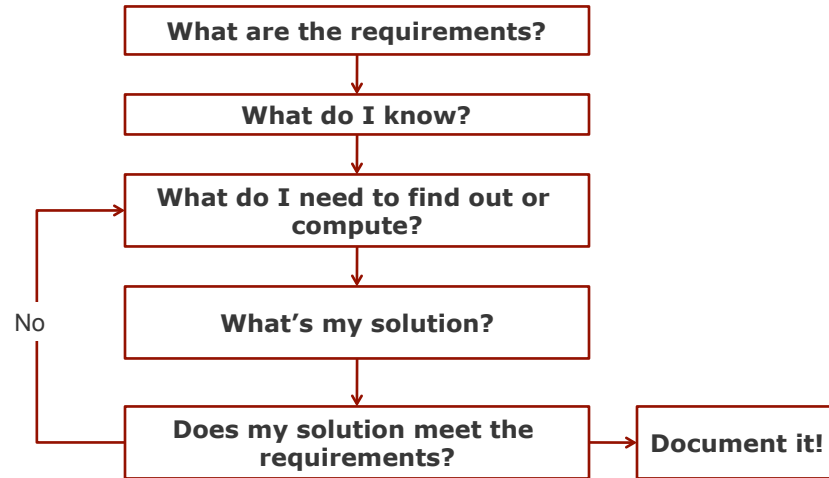 What are the requirements?
What do I know?
What do I need to find out or
compute?
No
What's my solution?
Does my solution meet the
requirements?
Document it!